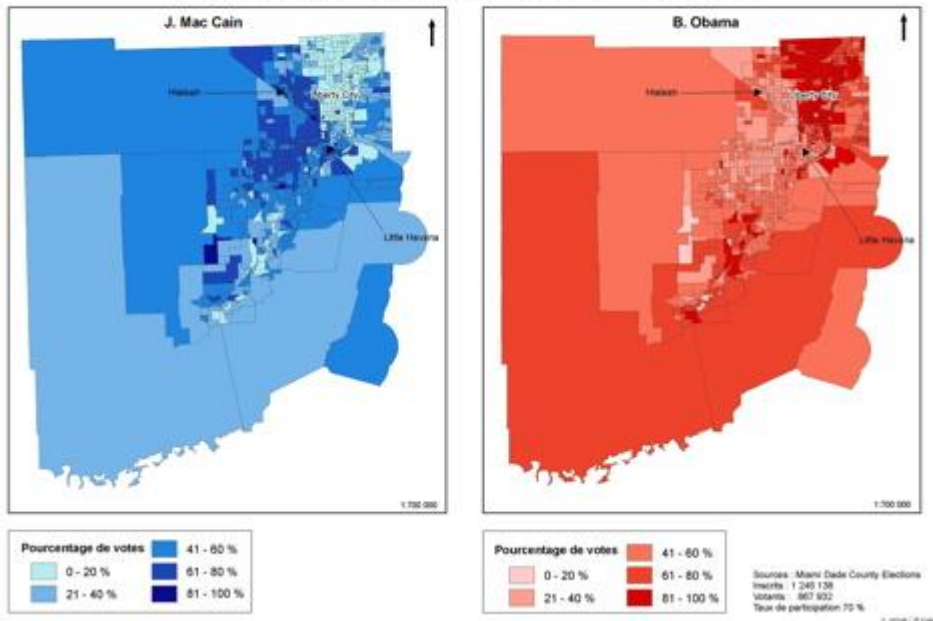 J. Mac Cain
Hialeah
Liberty City
Little Havana
1:700 000
B. Obama
Hialeah
Liberty City
Little Havana
1:700 000
Pourcentage de votes
0 - 20 %
21 - 40 %
41 - 60 %
61 - 80 %
81 - 100 %
Pourcentage de votes
0 - 20 %
21 - 40 %
41 - 60 %
61 - 80 %
81 - 100 %
Sources : Miami Dade County Elections
Inscrits : 1 245 138
Votants : 867 932
Taux de participation 70 %